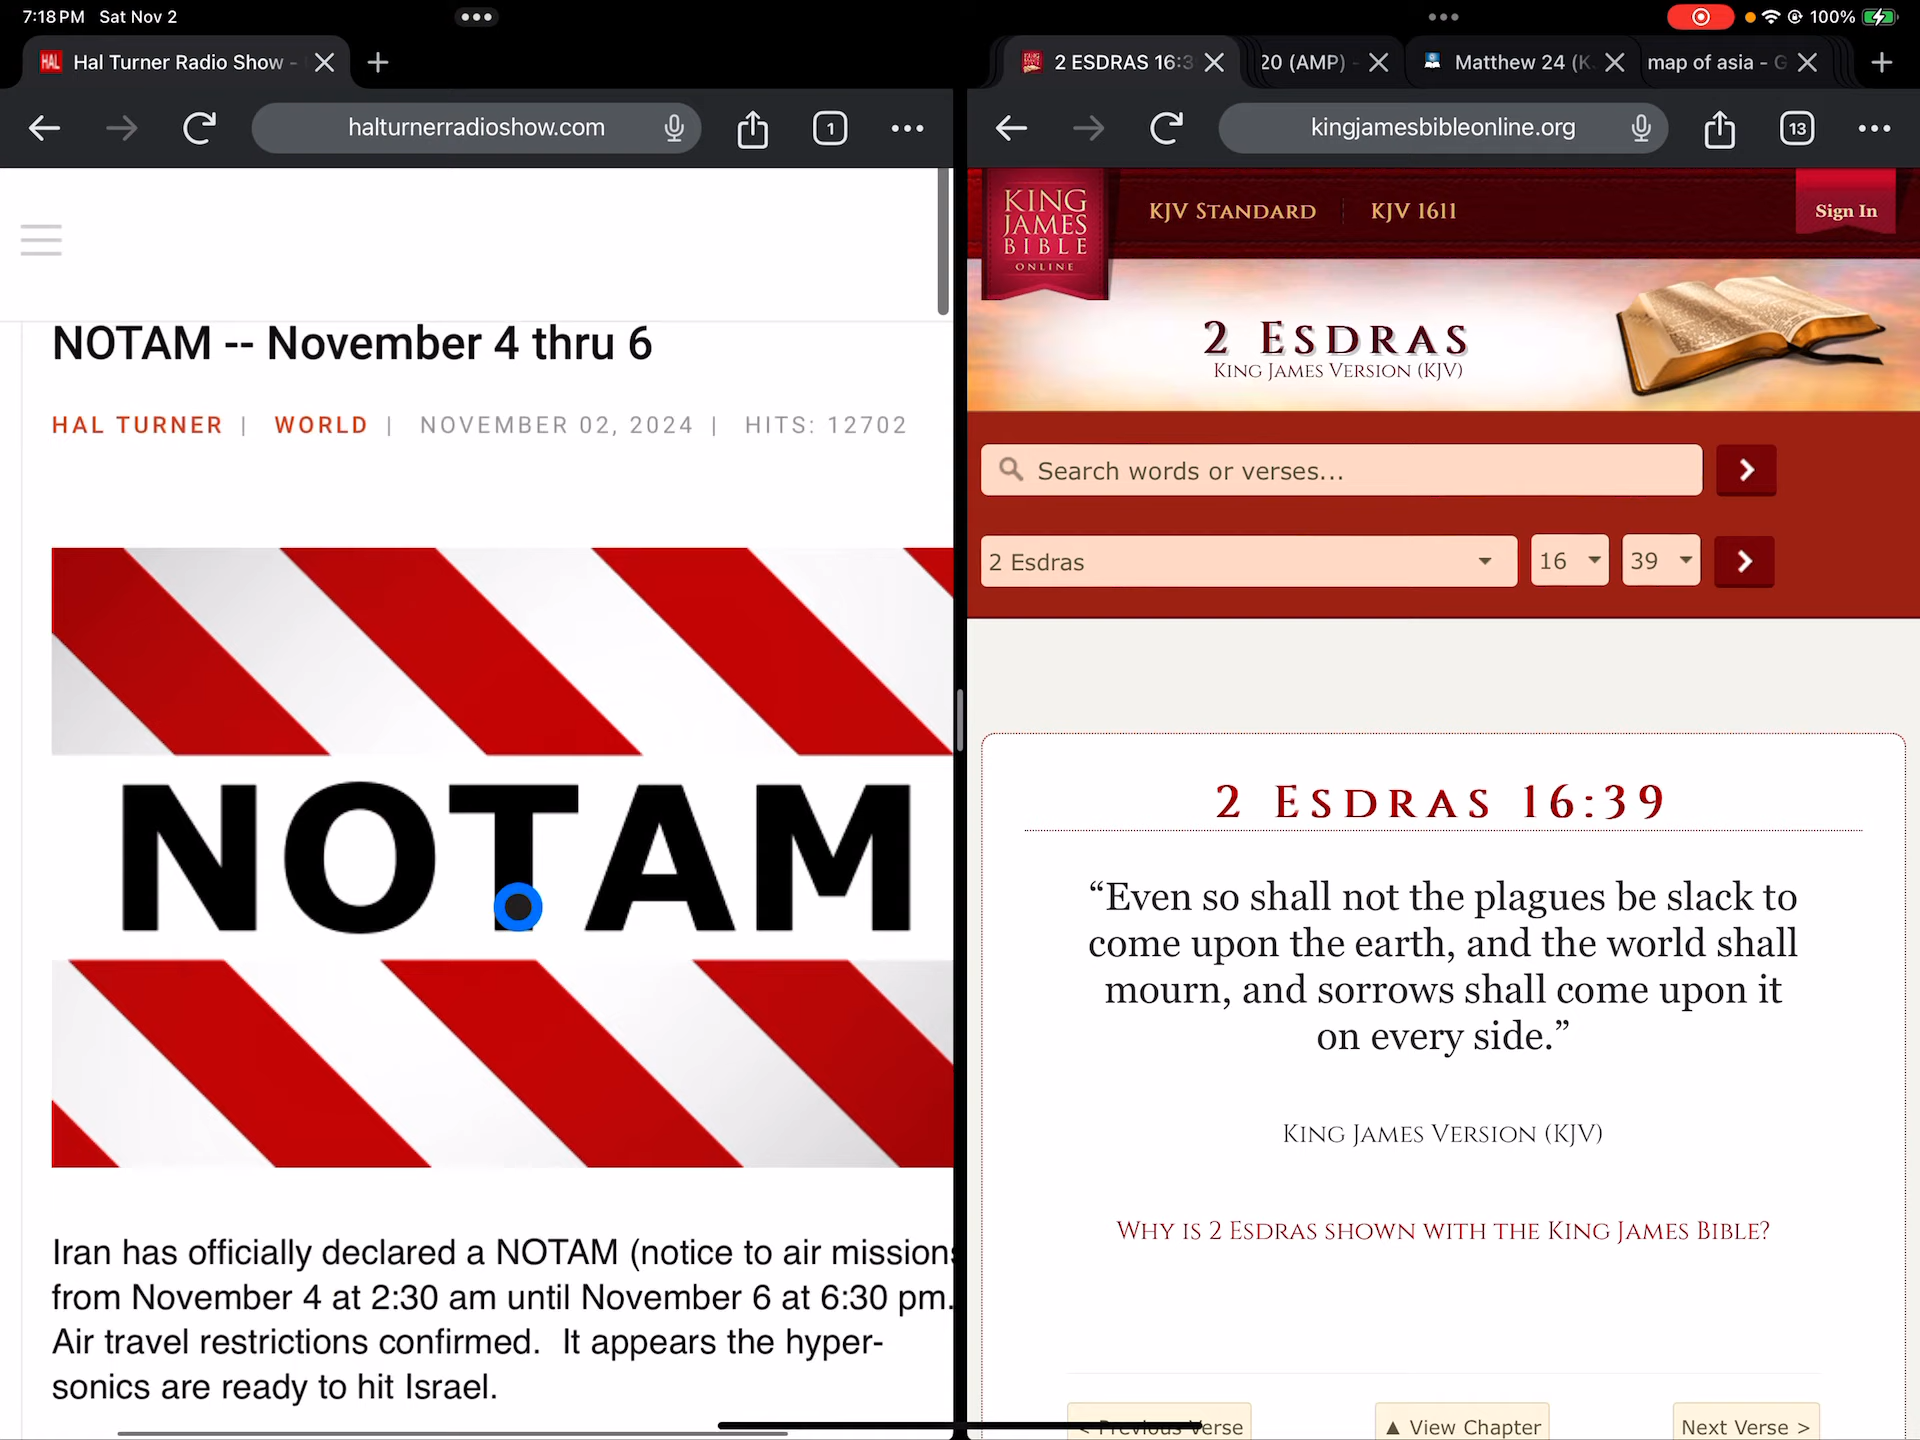 7:18 PM Sat Nov 2
100%
HAL Hal Turner Radio Show -
halturnerradioshow.com
1
NOTAM -- November 4 thru 6
HAL TURNER | WORLD | NOVEMBER 02, 2024 | HITS: 12702
NOTAM
Iran has officially declared a NOTAM (notice to air missions
from November 4 at 2:30 am until November 6 at 6:30 pm.
Air travel restrictions confirmed. It appears the hyper-
sonics are ready to hit Israel.
2 ESDRAS 16:3
20 (AMP) -
Matthew 24 (K
map of asia - G
kingjamesbibleonline.org
13
KING
JAMES
BIBLE
ONLINE
KJV STANDARD
KJV 1611
Sign In
2 ESDRAS
KING JAMES VERSION (KJV)
Search words or verses...
2 Esdras
16
39
2 ESDRAS 16:39
“Even so shall not the plagues be slack to
come upon the earth, and the world shall
mourn, and sorrows shall come upon it
on every side.”
KING JAMES VERSION (KJV)
WHY IS 2 ESDRAS SHOWN WITH THE KING JAMES BIBLE?
< Previous Verse
▲ View Chapter
Next Verse >